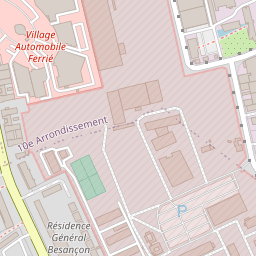 Village
Automobile
Ferrié
10e Arrondissement
P
Résidence
Général
Besançon